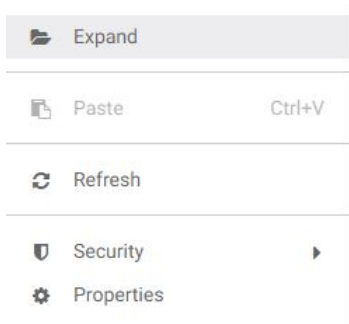 Expand
Paste Ctrl+V
Refresh
Security
Properties